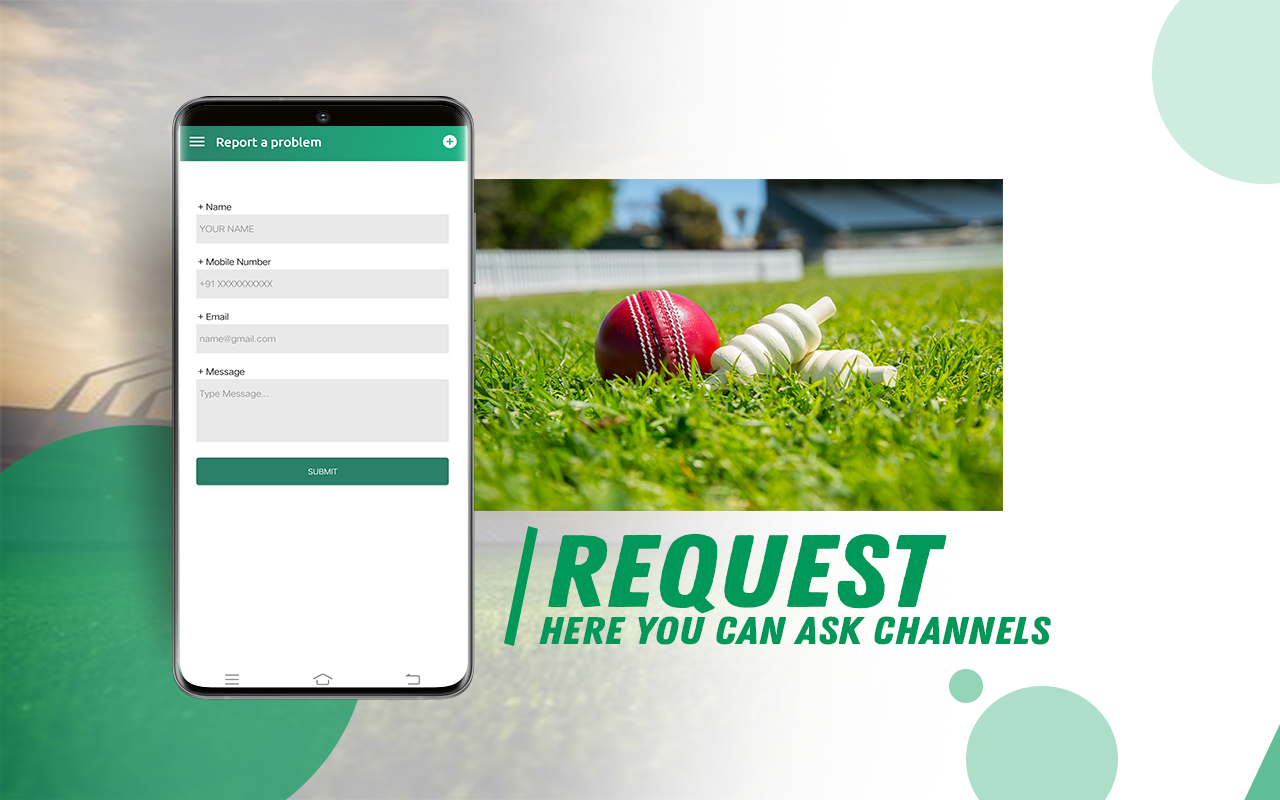 Report a problem
+ Name
YOUR NAME
+ Mobile Number
+91 XXXXXXXXXX
+ Email
name@gmail.com
+ Message
Type Message...
SUBMIT
REQUEST
HERE YOU CAN ASK CHANNELS